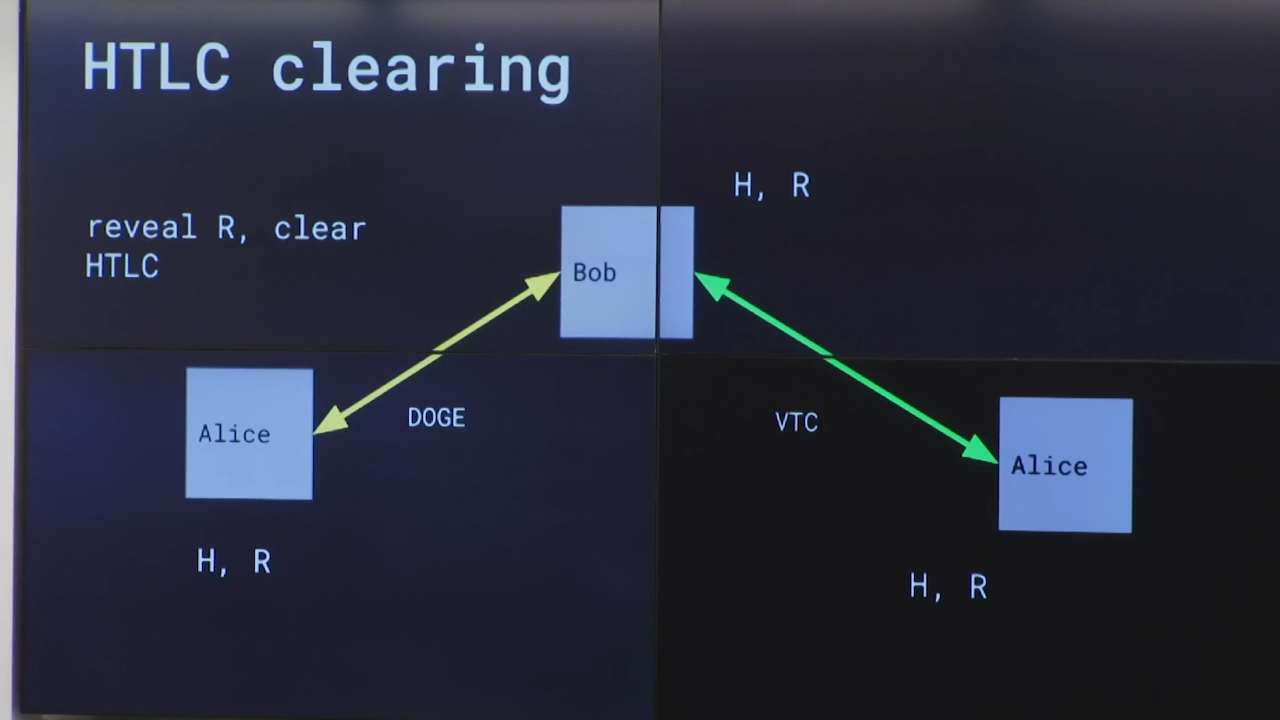 HTLC clearing
H, R
reveal R, clear
HTLC
Bob
DOGE
VTC
Alice
Alice
H, R
H, R